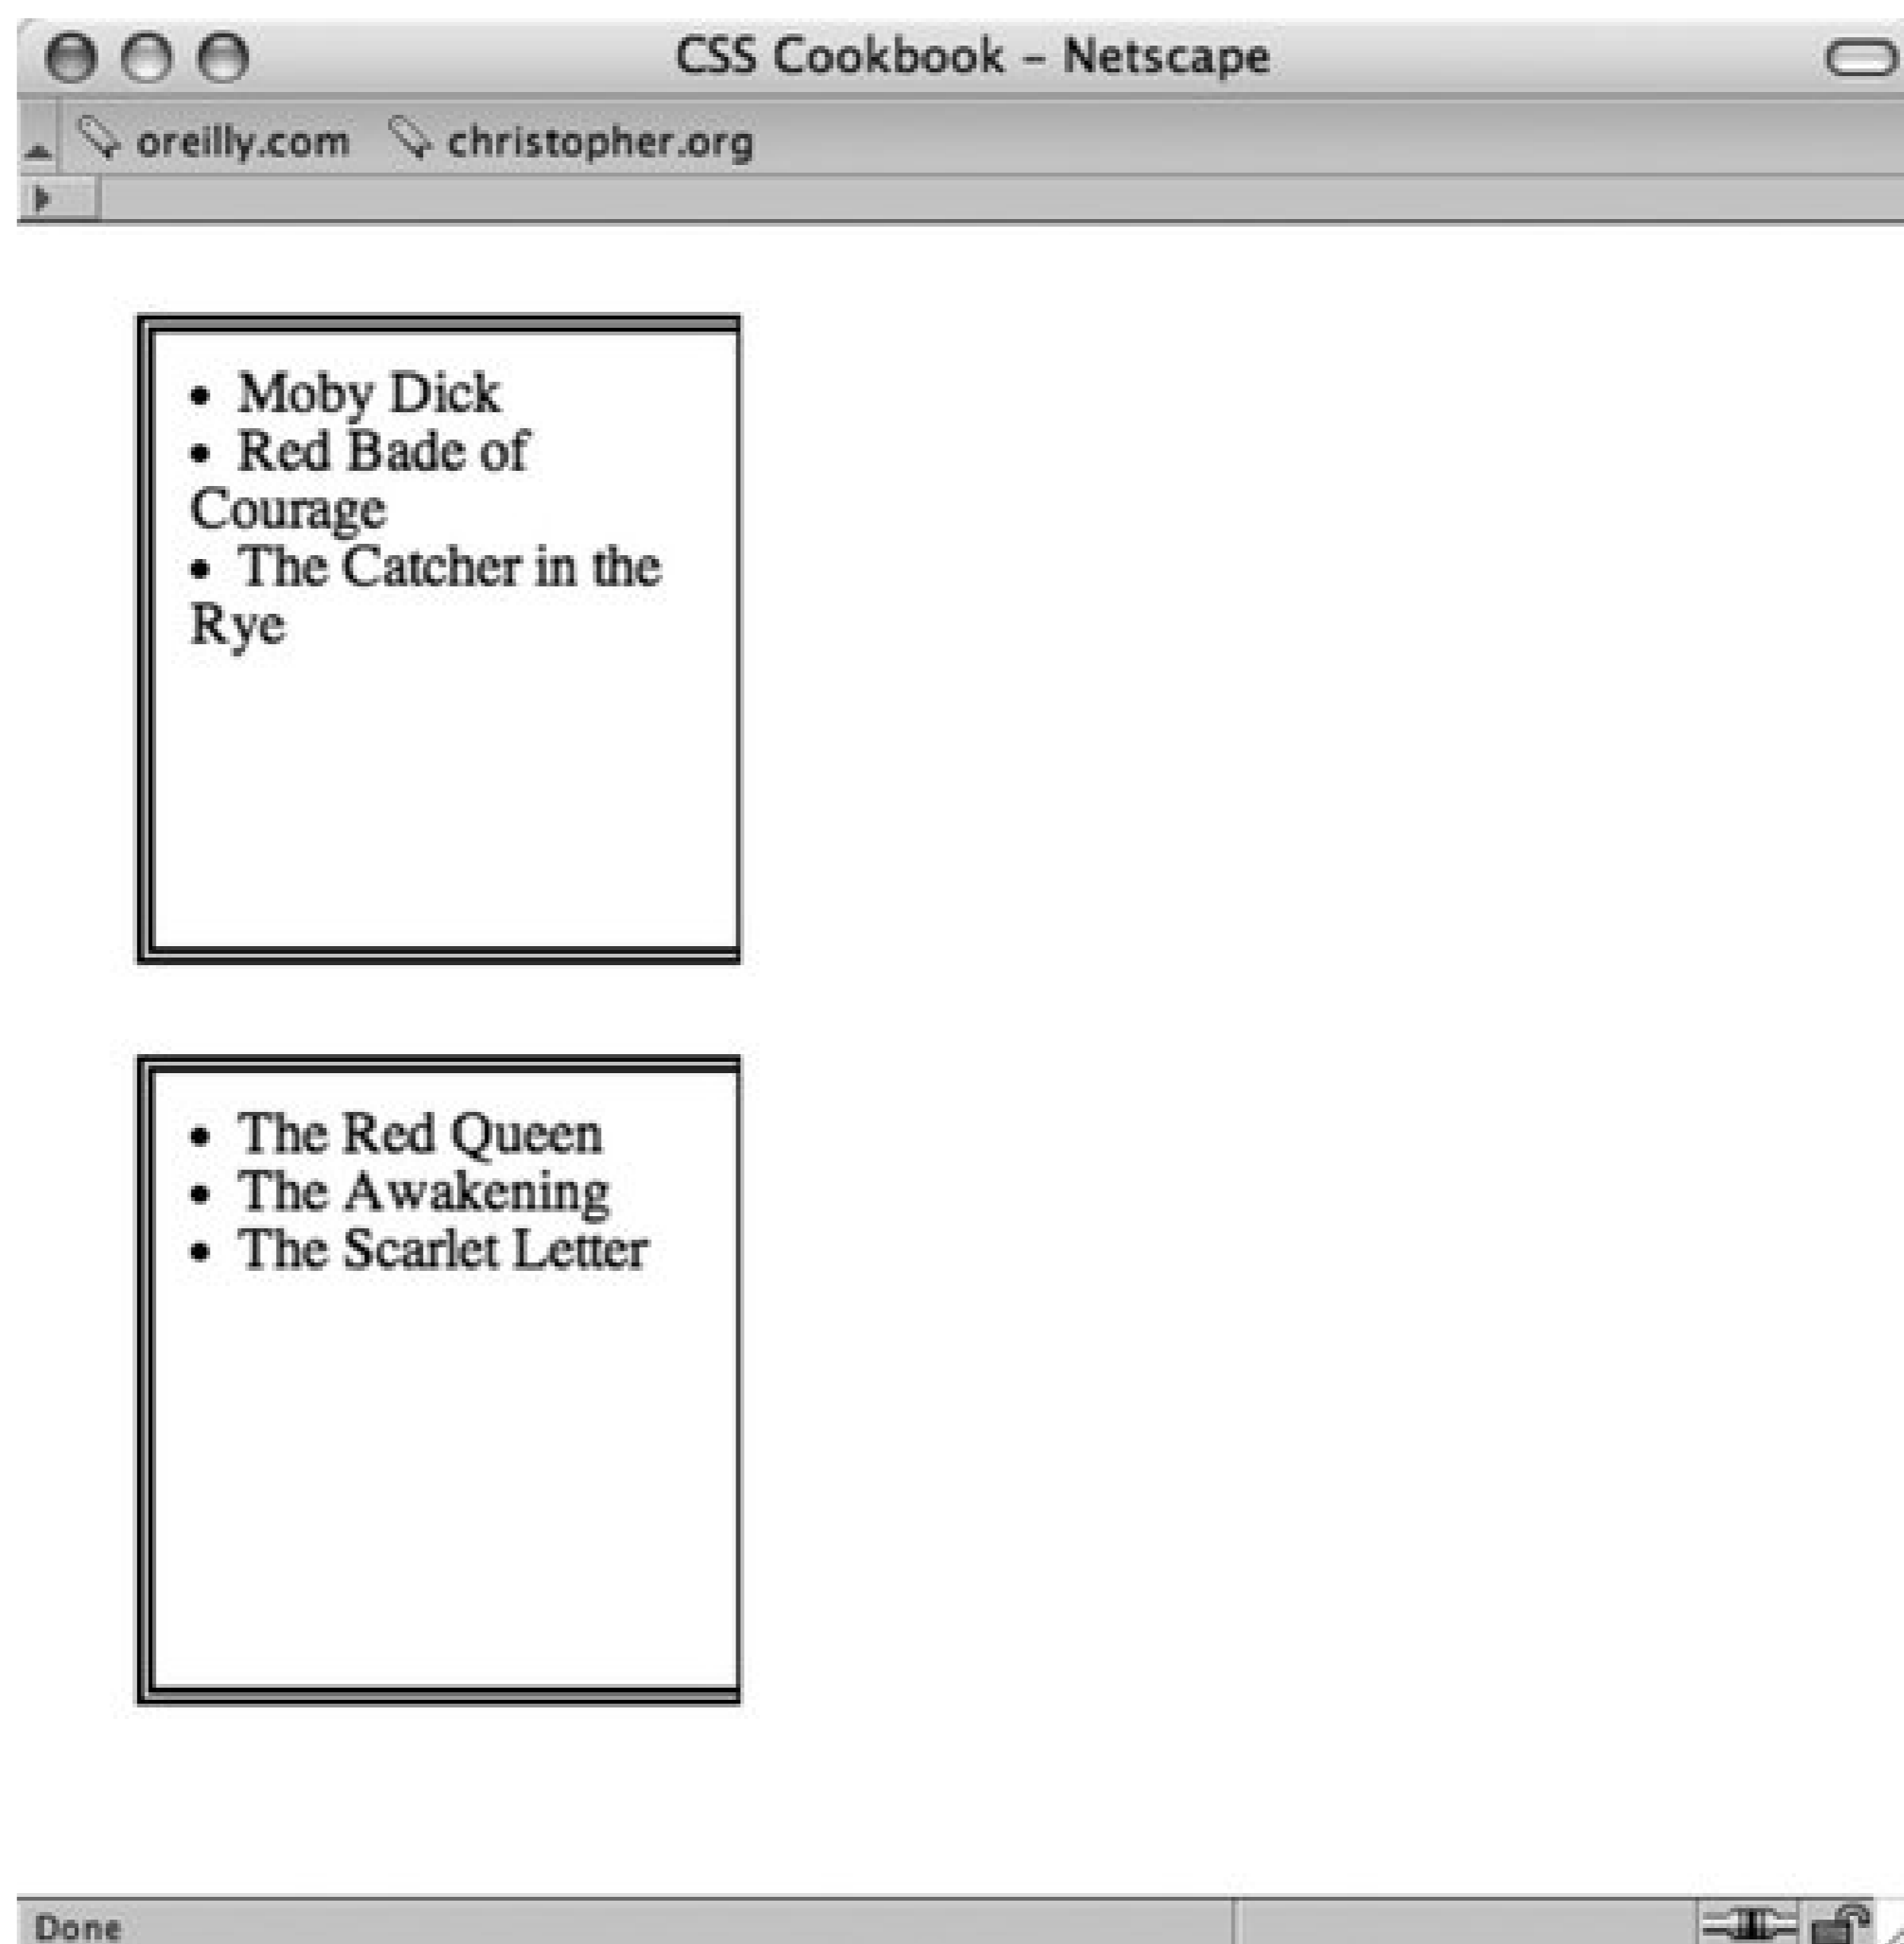 CSS Cookbook – Netscape
oreilly.com christopher.org
• Moby Dick
• Red Bade of
Courage
• The Catcher in the
Rye
• The Red Queen
• The Awakening
• The Scarlet Letter
Done